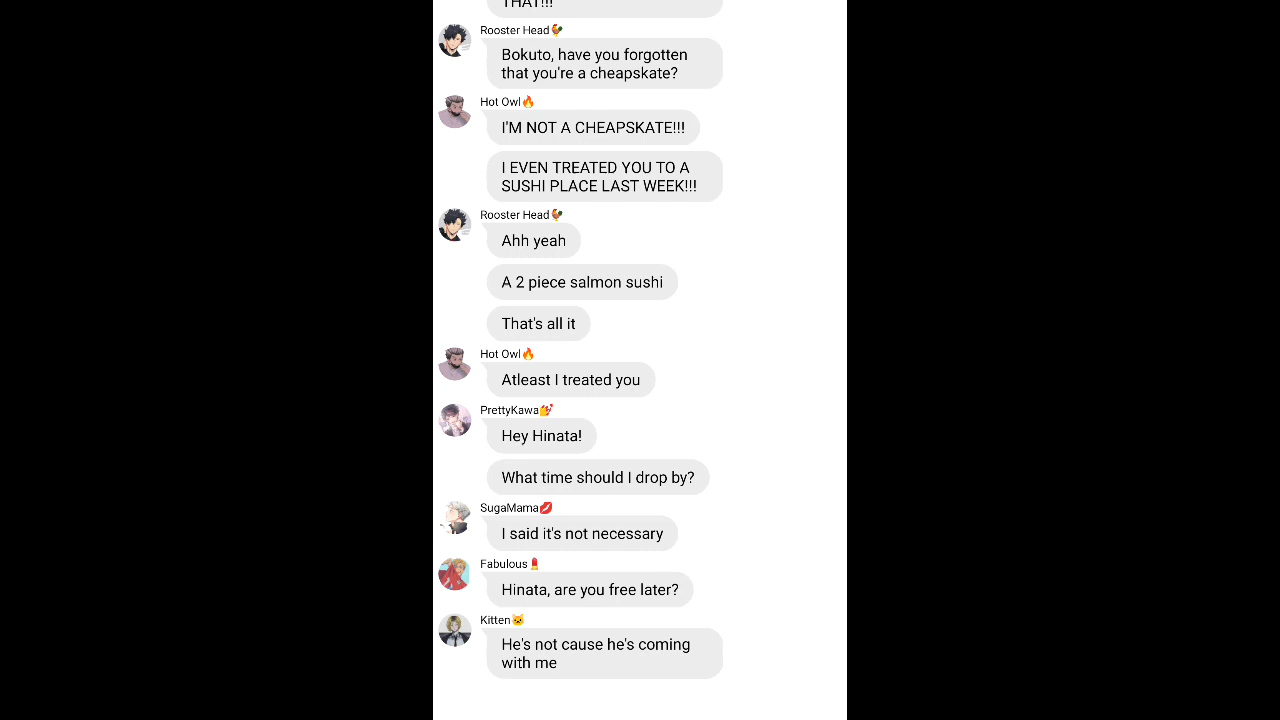 THAT!!!
Rooster Head🐓
Bokuto, have you forgotten
that you're a cheapskate?
Hot Owl🔥
I'M NOT A CHEAPSKATE!!!
I EVEN TREATED YOU TO A
SUSHI PLACE LAST WEEK!!!
Rooster Head🐓
Ahh yeah
A 2 piece salmon sushi
That's all it
Hot Owl🔥
Atleast I treated you
PrettyKawa💅
Hey Hinata!
What time should I drop by?
SugaMama💋
I said it's not necessary
Fabulous💄
Hinata, are you free later?
Kitten🐱
He's not cause he's coming
with me